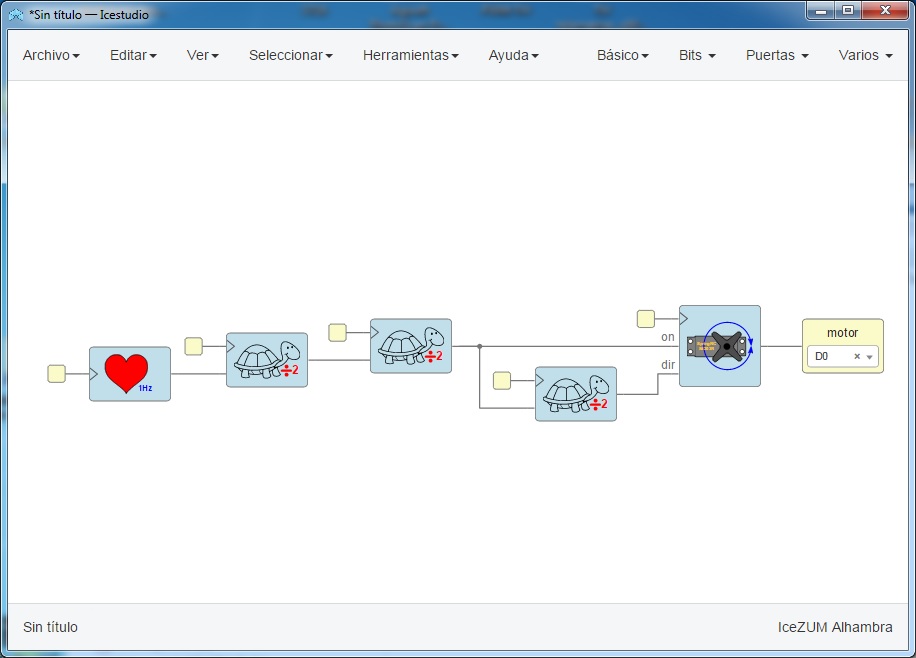 *Sin título — Icestudio
Archivo Editar Ver Seleccionar Herramientas Ayuda Básico Bits Puertas Varios
on
dir
motor
D0
1Hz
÷2
÷2
÷2
Sin título
IceZUM Alhambra